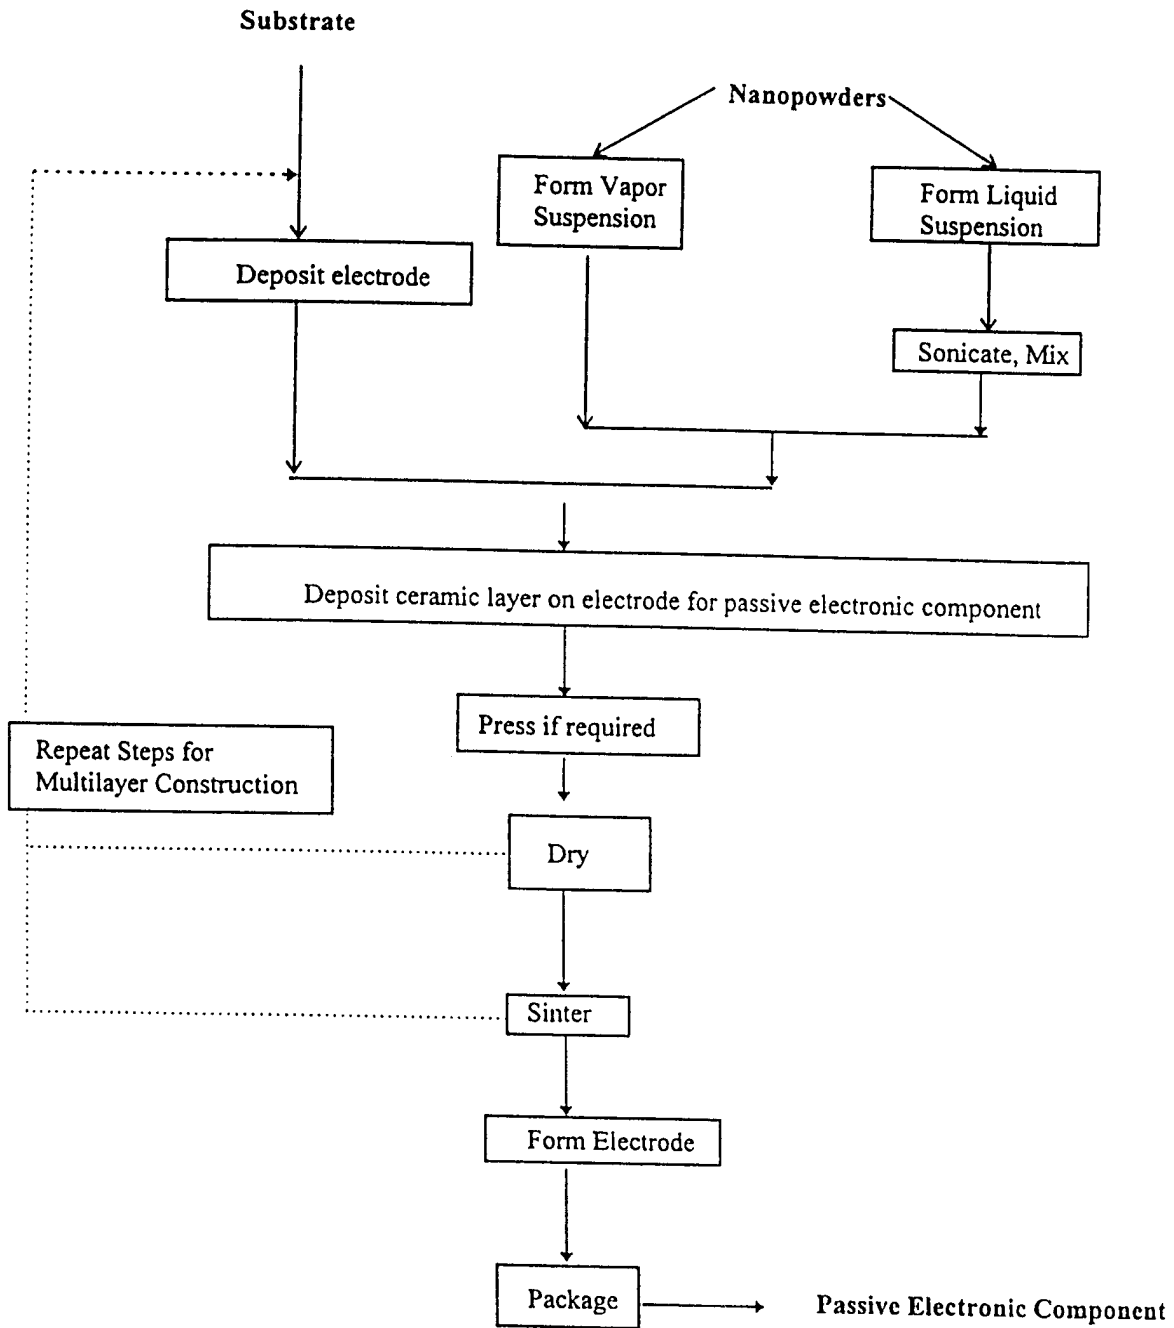 Substrate
Nanopowders
Form Vapor
Suspension
Form Liquid
Suspension
Deposit electrode
Sonicate, Mix
Deposit ceramic layer on electrode for passive electronic component
Press if required
Repeat Steps for
Multilayer Construction
Dry
Sinter
Form Electrode
Package
Passive Electronic Component